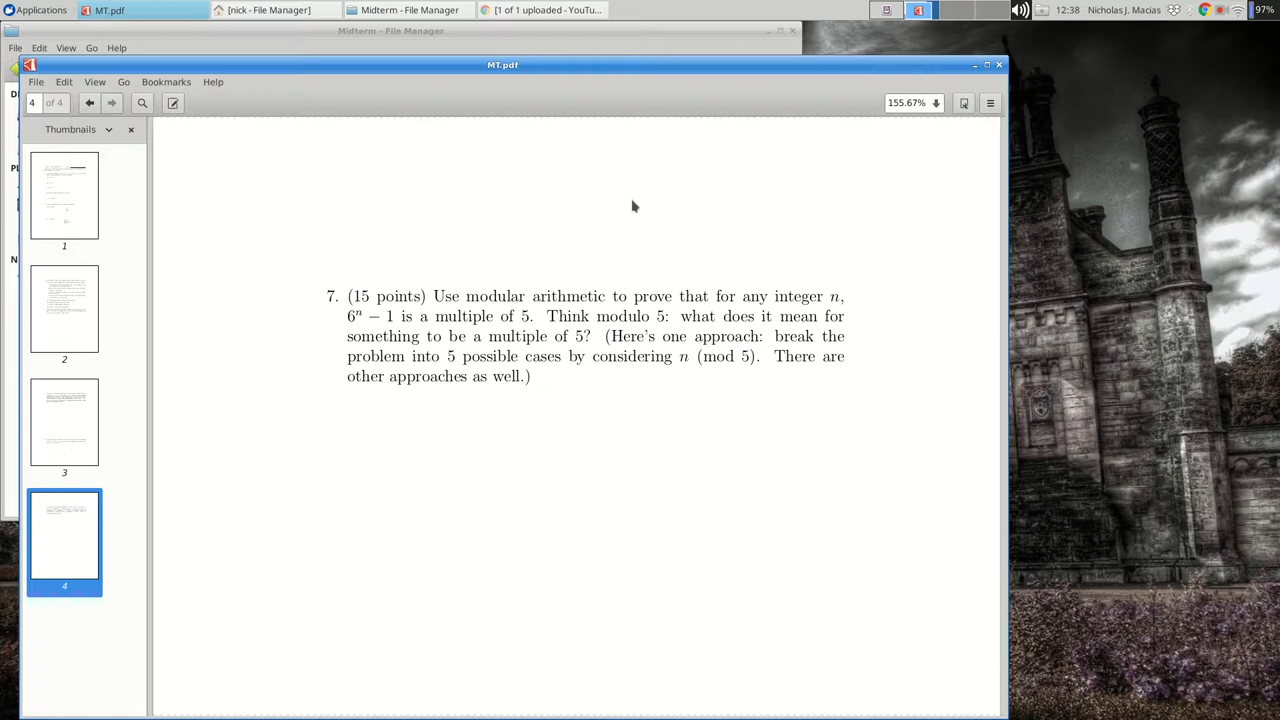 Applications
MT.pdf
[nick - File Manager]
Midterm - File Manager
[1 of 1 uploaded - YouTu...
12:38
Nicholas J. Macias
97%
Midterm - File Manager
File Edit View Go Help
MT.pdf
File Edit View Go Bookmarks Help
4 of 4
155.67%
Thumbnails
1
2
3
4
7. (15 points) Use modular arithmetic to prove that for any integer n,
6ⁿ − 1 is a multiple of 5. Think modulo 5: what does it mean for
something to be a multiple of 5? (Here's one approach: break the
problem into 5 possible cases by considering n (mod 5). There are
other approaches as well.)